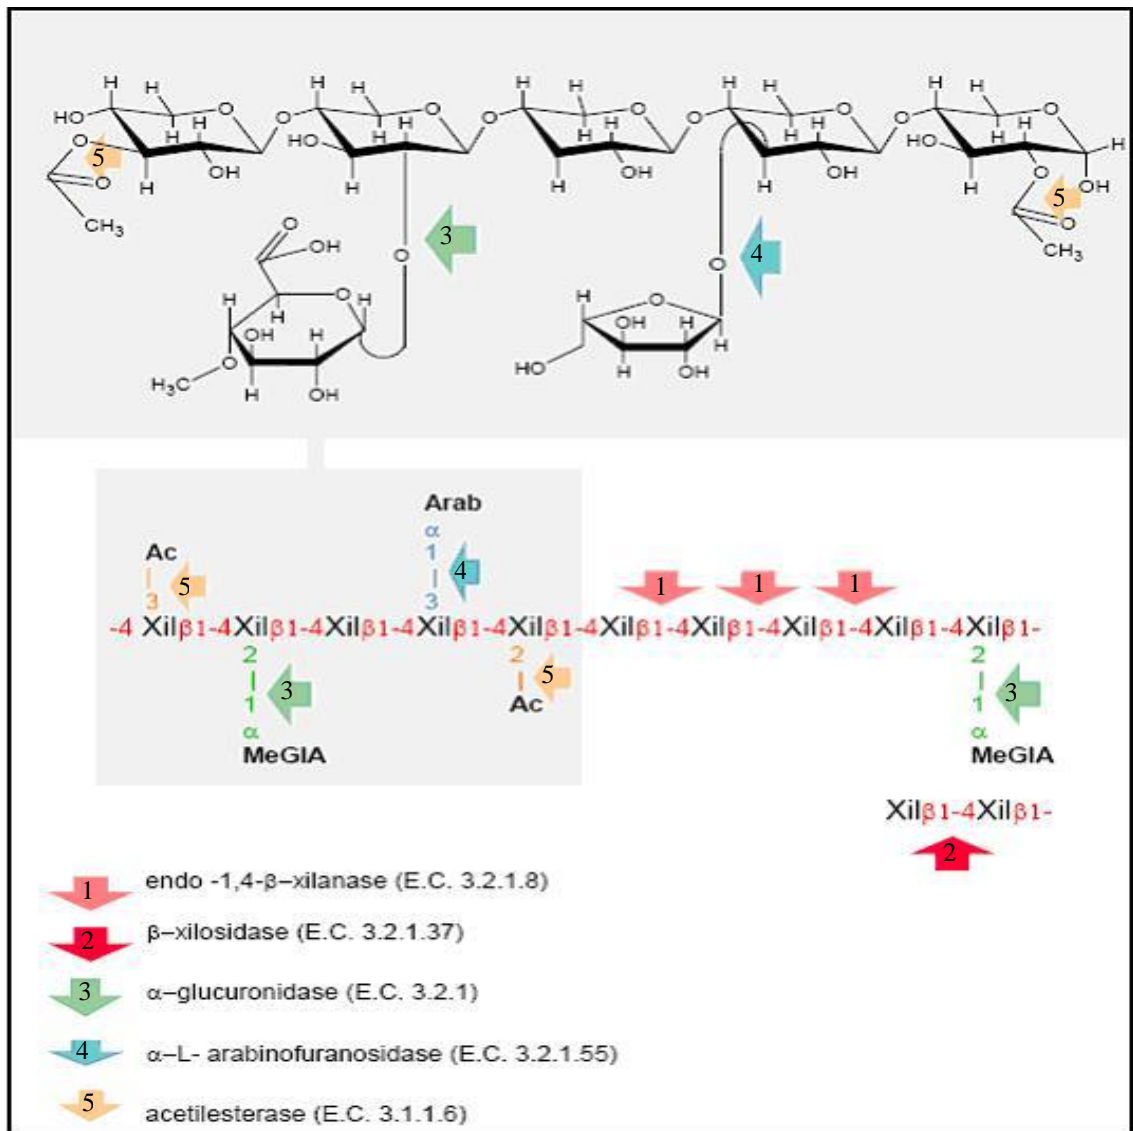 H H H H H H H H H H
HO O O O O O O O O O
H H H H H H H H H H
O HO HO H
5 O H OH H H OH H OH H O OH
5
CH3 O O
OH 3 4 CH3
O O
H O H H O
H
OH H OH H
H
O HO H OH
H3C H OH
Arab
α
Ac 1
5 4 1 1 1
3 3
-4 Xilβ1-4Xilβ1-4Xilβ1-4Xilβ1-4Xilβ1-4Xilβ1-4Xilβ1-4Xilβ1-4Xilβ1-4Xilβ1-
2 2 2
3 5 3
1 Ac 1
α α
MeGlA MeGlA
Xilβ1-4Xilβ1-
2
1 endo -1,4-β–xilanase (E.C. 3.2.1.8)
2 β–xilosidase (E.C. 3.2.1.37)
3 α–glucuronidase (E.C. 3.2.1)
4 α–L- arabinofuranosidase (E.C. 3.2.1.55)
5 acetilesterase (E.C. 3.1.1.6)